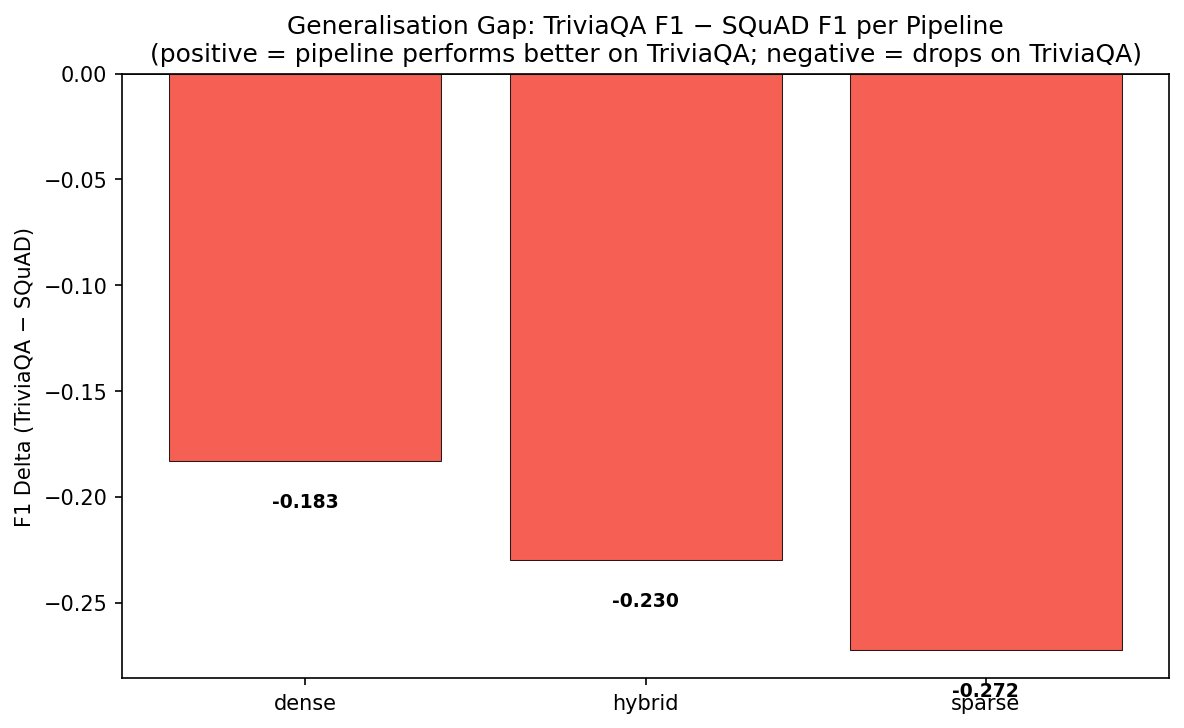 Generalisation Gap: TriviaQA F1 − SQuAD F1 per Pipeline
(positive = pipeline performs better on TriviaQA; negative = drops on TriviaQA)
F1 Delta (TriviaQA − SQuAD)
0.00
−0.05
−0.10
−0.15
−0.20
−0.25
-0.183
-0.230
-0.272
dense
hybrid
sparse